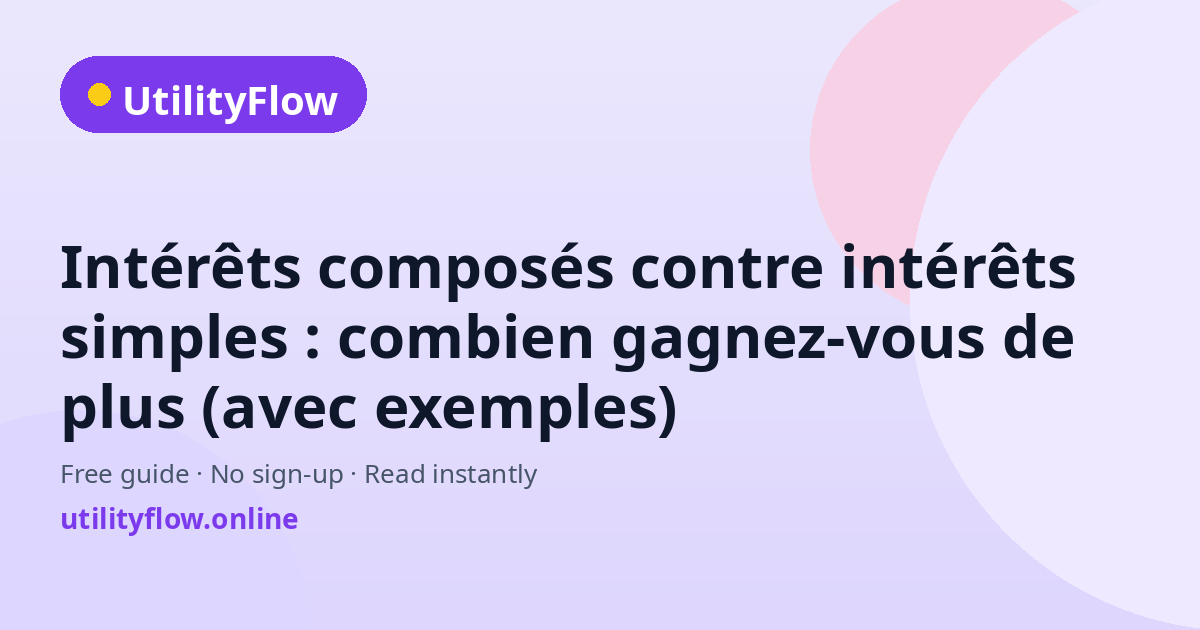 UtilityFlow
Intérêts composés contre intérêts
simples : combien gagnez-vous de
plus (avec exemples)
Free guide · No sign-up · Read instantly
utilityflow.online